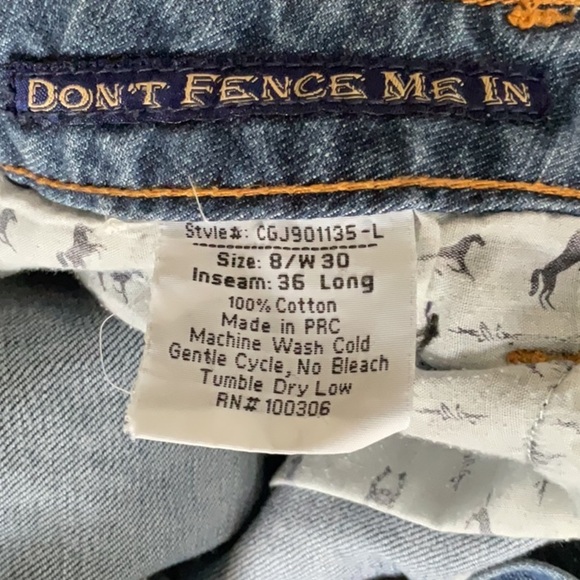 DON'T FENCE ME IN
Style#: CGJ901135-L
Size: 8/W 30
Inseam: 36 Long
100% Cotton
Made in PRC
Machine Wash Cold
Gentle Cycle, No Bleach
Tumble Dry Low
RN# 100306